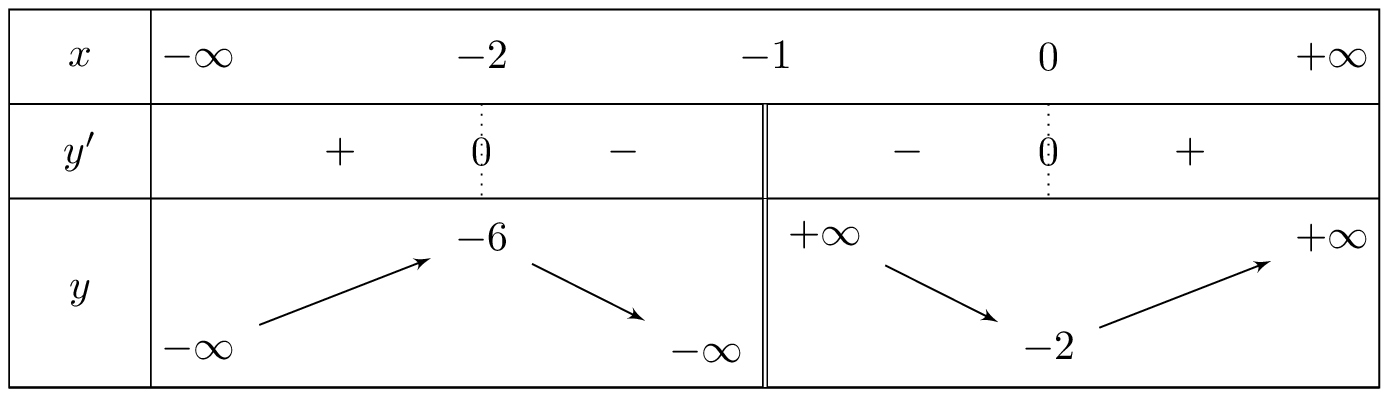 x −∞ −2 −1 0 +∞
y′ + 0 − − 0 +
−6 +∞ +∞
y
−∞ −∞ −2